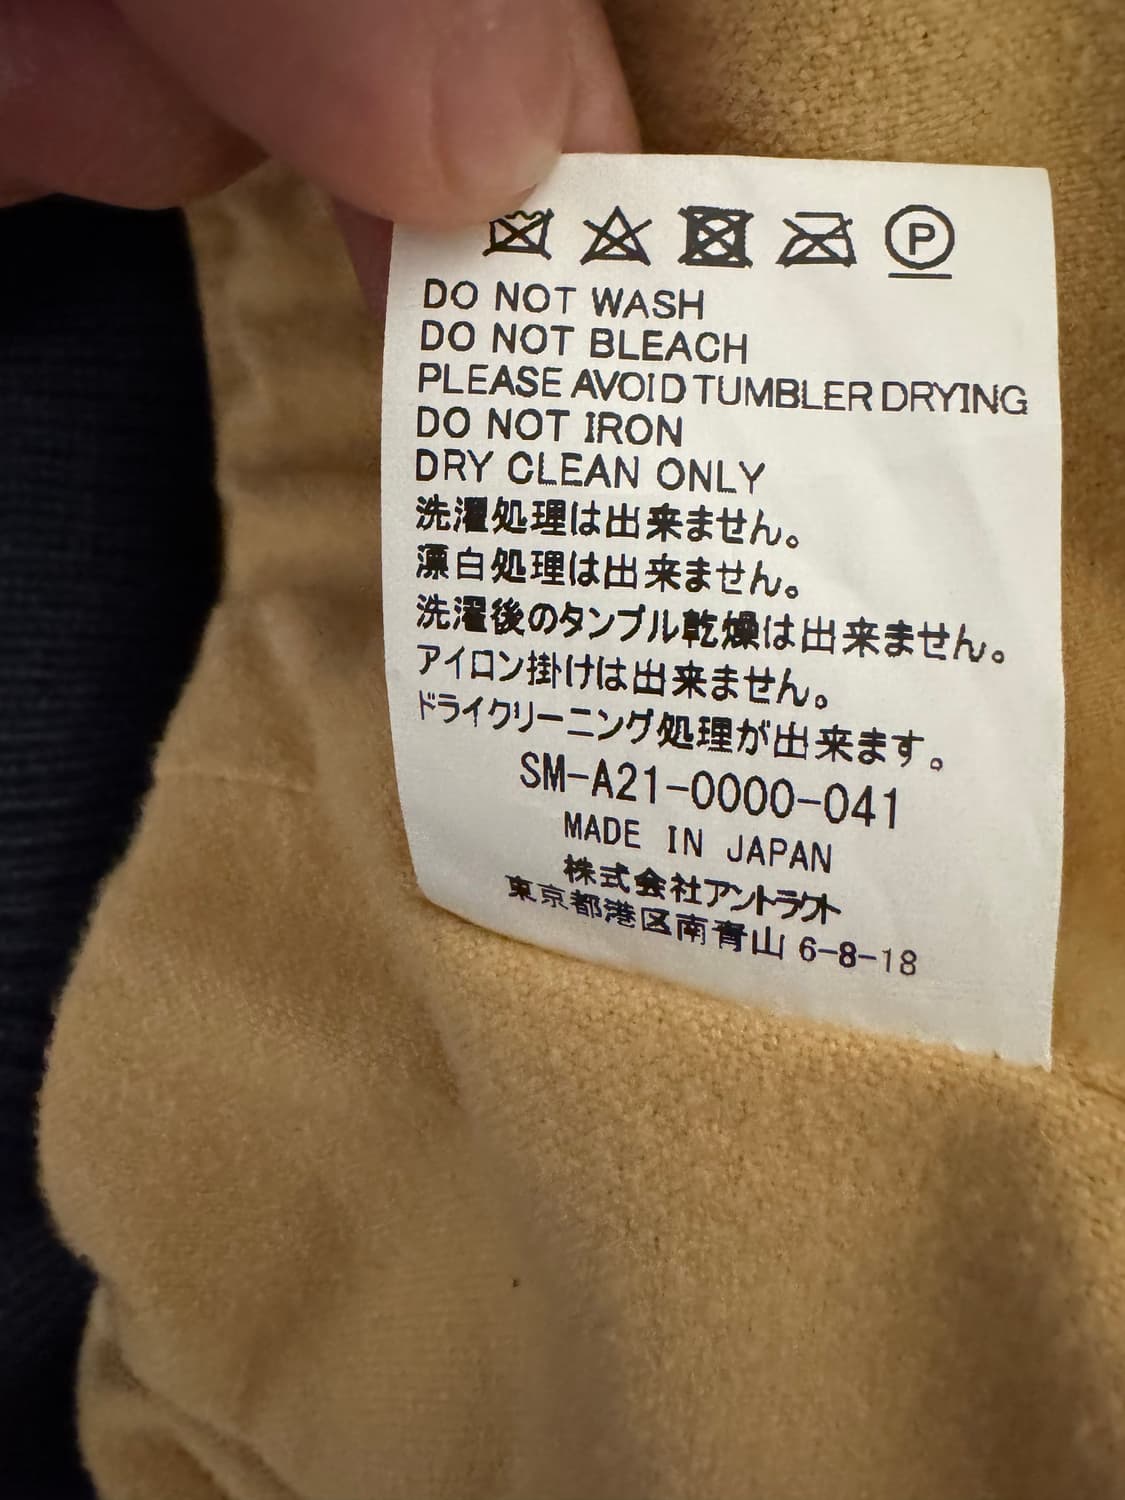 P
DO NOT WASH
DO NOT BLEACH
PLEASE AVOID TUMBLER DRYING
DO NOT IRON
DRY CLEAN ONLY
洗濯処理は出来ません。
漂白処理は出来ません。
洗濯後のタンブル乾燥は出来ません。
アイロン掛けは出来ません。
ドライクリーニング処理が出来ます。
SM-A21-0000-041
MADE IN JAPAN
株式会社アントラクト
東京都港区南青山 6-8-18